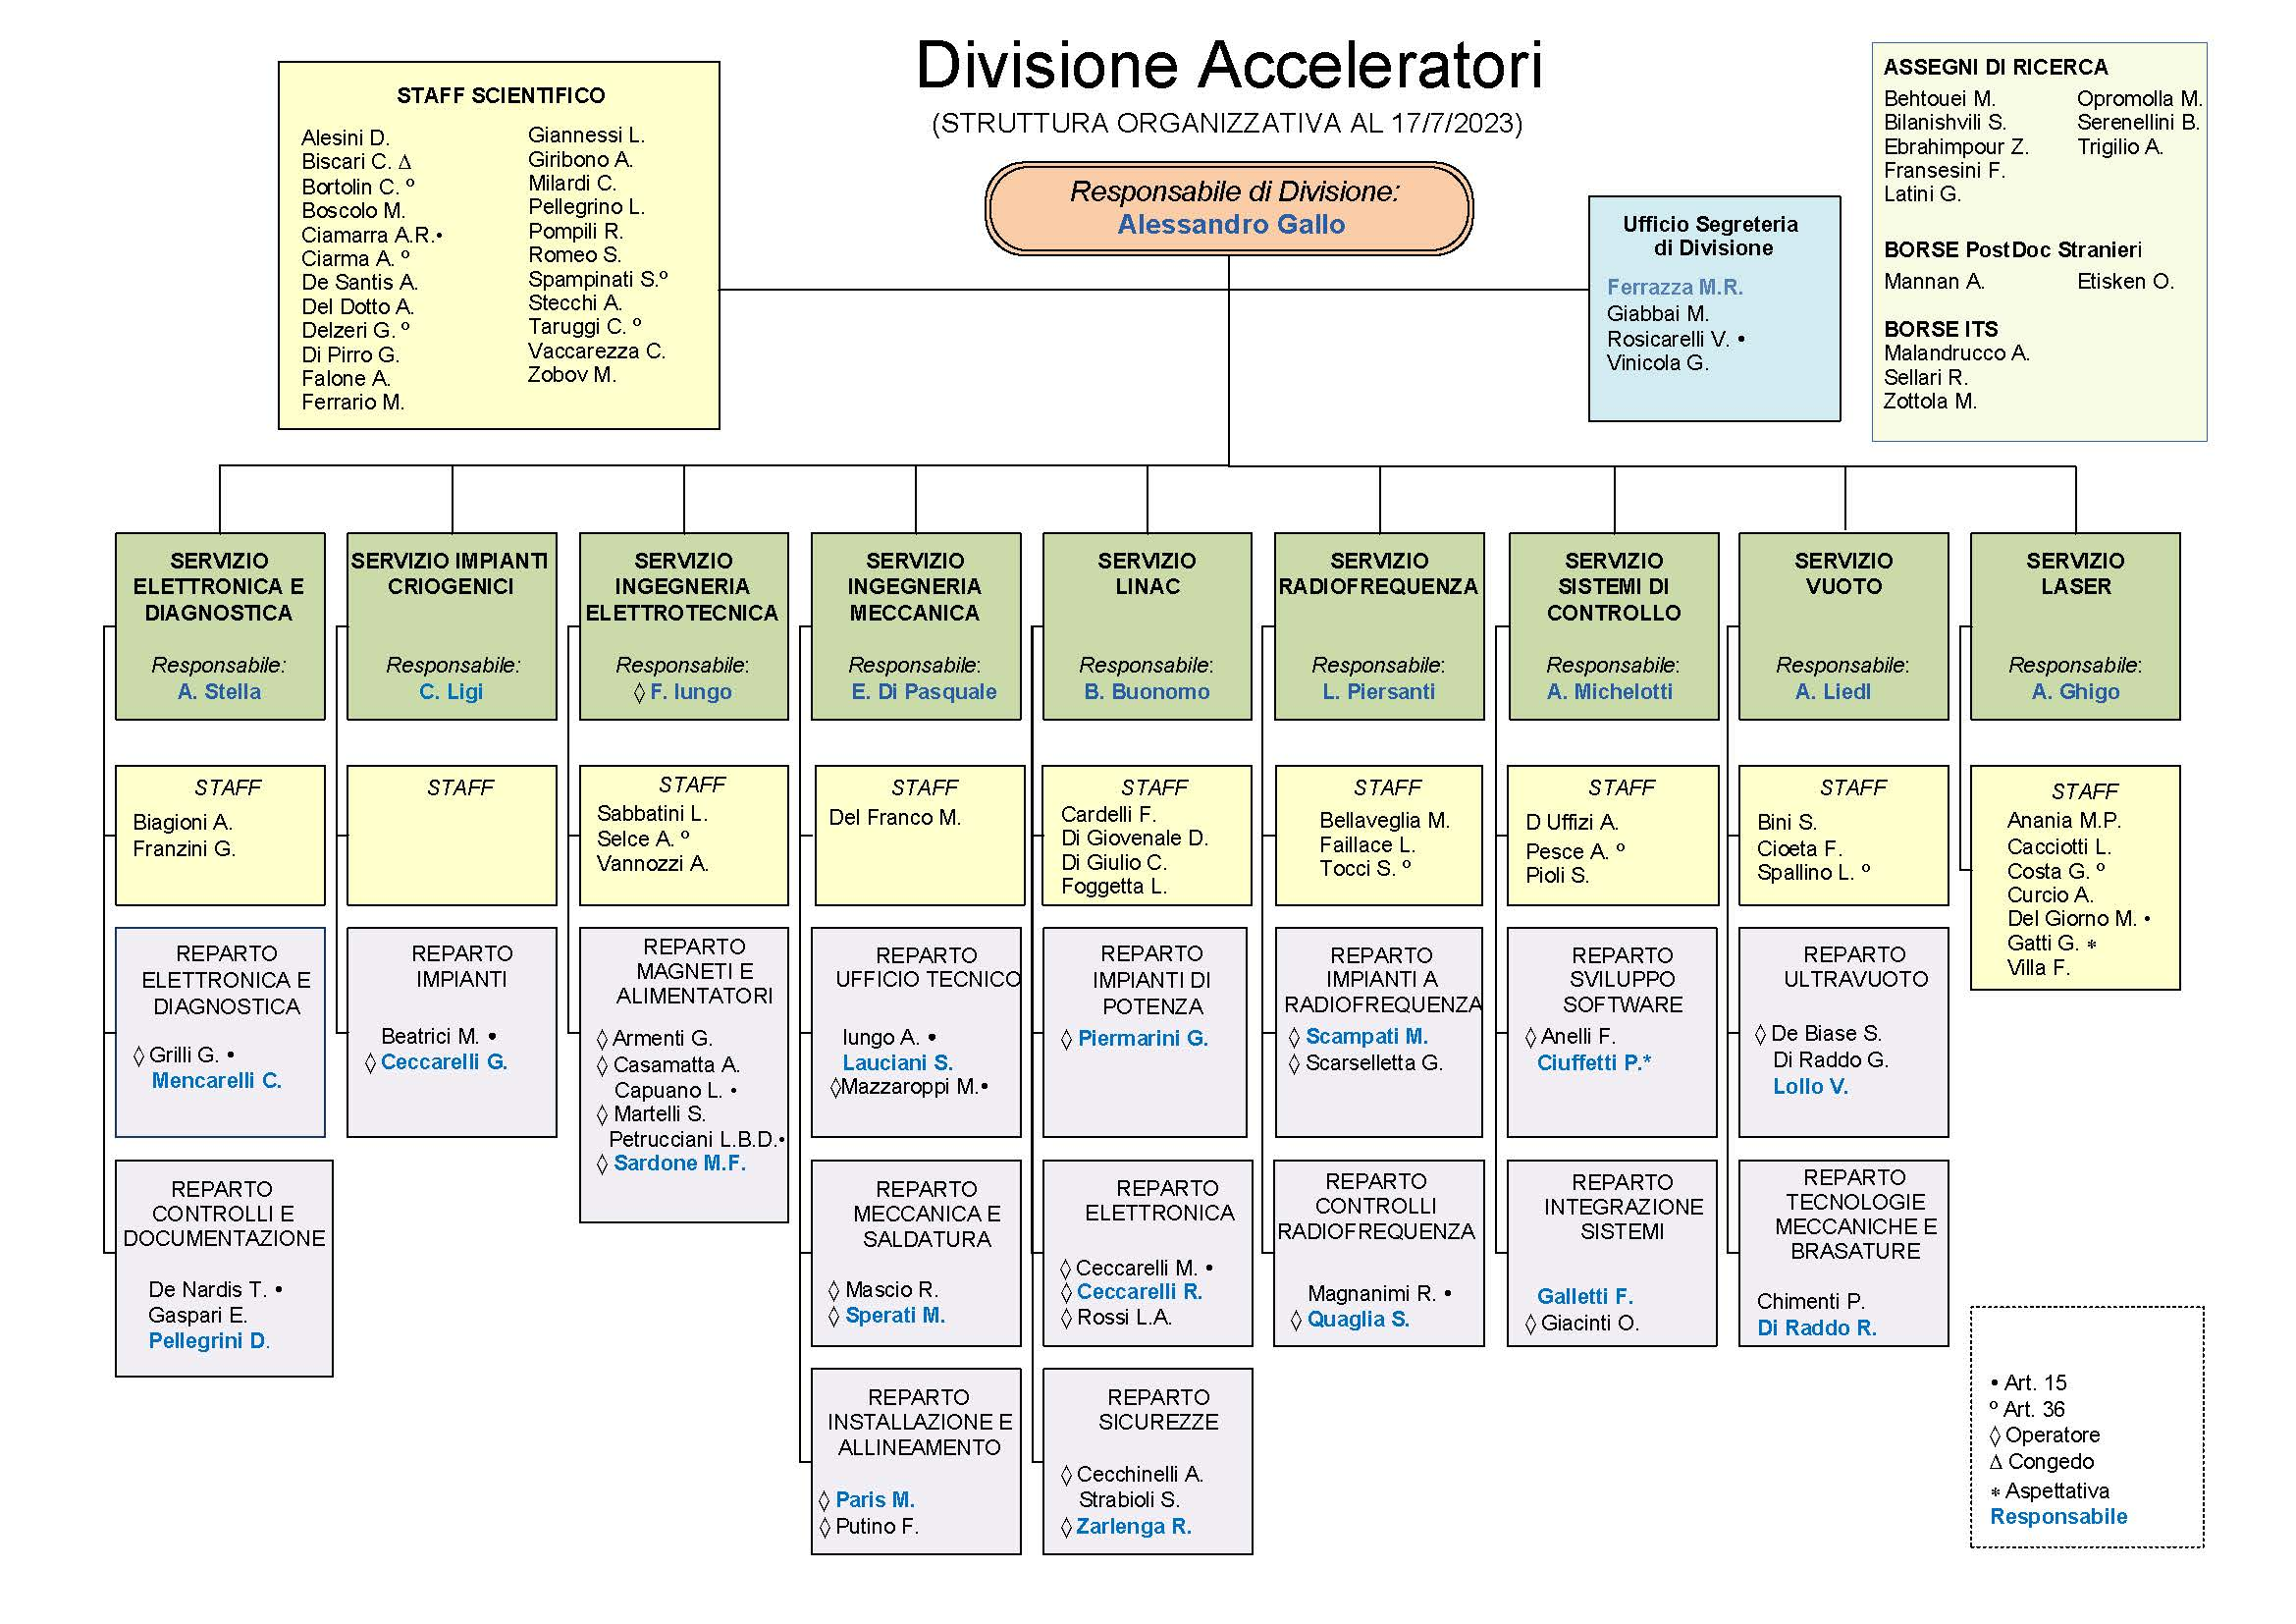 Divisione Acceleratori
(STRUTTURA ORGANIZZATIVA AL 17/7/2023)
Responsabile di Divisione:
Alessandro Gallo
STAFF SCIENTIFICO
Alesini D.
Biscari C. Δ
Bortolin C. º
Boscolo M.
Ciamarra A.R.•
Ciarma A. º
De Santis A.
Del Dotto A.
Delzeri G. º
Di Pirro G.
Falone A.
Ferrario M.
Giannessi L.
Giribono A.
Milardi C.
Pellegrino L.
Pompili R.
Romeo S.
Spampinati S.º
Stecchi A.
Taruggi C. º
Vaccarezza C.
Zobov M.
Ufficio Segreteria
di Divisione
Ferrazza M.R.
Giabbai M.
Rosicarelli V. •
Vinicola G.
ASSEGNI DI RICERCA
Behtouei M.
Bilanishvili S.
Ebrahimpour Z.
Fransesini F.
Latini G.
Opromolla M.
Serenellini B.
Trigilio A.
BORSE PostDoc Stranieri
Mannan A. Etisken O.
BORSE ITS
Malandrucco A.
Sellari R.
Zottola M.
SERVIZIO
ELETTRONICA E
DIAGNOSTICA
Responsabile:
A. Stella
STAFF
Biagioni A.
Franzini G.
REPARTO
ELETTRONICA E
DIAGNOSTICA
◊ Grilli G. •
Mencarelli C.
REPARTO
CONTROLLI E
DOCUMENTAZIONE
De Nardis T. •
Gaspari E.
Pellegrini D.
SERVIZIO IMPIANTI
CRIOGENICI
Responsabile:
C. Ligi
STAFF
REPARTO
IMPIANTI
Beatrici M. •
◊ Ceccarelli G.
SERVIZIO
INGEGNERIA
ELETTROTECNICA
Responsabile:
◊ F. Iungo
STAFF
Sabbatini L.
Selce A. º
Vannozzi A.
REPARTO
MAGNETI E
ALIMENTATORI
◊ Armenti G.
◊ Casamatta A.
Capuano L. •
◊ Martelli S.
Petrucciani L.B.D.•
◊ Sardone M.F.
SERVIZIO
INGEGNERIA
MECCANICA
Responsabile:
E. Di Pasquale
STAFF
Del Franco M.
REPARTO
UFFICIO TECNICO
Iungo A. •
Lauciani S.
◊Mazzaroppi M.•
REPARTO
MECCANICA E
SALDATURA
◊ Mascio R.
◊ Sperati M.
REPARTO
INSTALLAZIONE E
ALLINEAMENTO
◊ Paris M.
◊ Putino F.
SERVIZIO
LINAC
Responsabile:
B. Buonomo
STAFF
Cardelli F.
Di Giovenale D.
Di Giulio C.
Foggetta L.
REPARTO
IMPIANTI DI
POTENZA
◊ Piermarini G.
REPARTO
ELETTRONICA
◊ Ceccarelli M. •
◊ Ceccarelli R.
◊ Rossi L.A.
REPARTO
SICUREZZE
◊ Cecchinelli A.
Strabioli S.
◊ Zarlenga R.
SERVIZIO
RADIOFREQUENZA
Responsabile:
L. Piersanti
STAFF
Bellaveglia M.
Faillace L.
Tocci S. º
REPARTO
IMPIANTI A
RADIOFREQUENZA
◊ Scampati M.
◊ Scarselletta G.
REPARTO
CONTROLLI
RADIOFREQUENZA
Magnanimi R. •
◊ Quaglia S.
SERVIZIO
SISTEMI DI
CONTROLLO
Responsabile:
A. Michelotti
STAFF
D Uffizi A.
Pesce A. º
Pioli S.
REPARTO
SVILUPPO
SOFTWARE
◊ Anelli F.
Ciuffetti P.*
REPARTO
INTEGRAZIONE
SISTEMI
Galletti F.
◊ Giacinti O.
SERVIZIO
VUOTO
Responsabile:
A. Liedl
STAFF
Bini S.
Cioeta F.
Spallino L. º
REPARTO
ULTRAVUOTO
◊ De Biase S.
Di Raddo G.
Lollo V.
REPARTO
TECNOLOGIE
MECCANICHE E
BRASATURE
Chimenti P.
Di Raddo R.
SERVIZIO
LASER
Responsabile:
A. Ghigo
STAFF
Anania M.P.
Cacciotti L.
Costa G. º
Curcio A.
Del Giorno M. •
Gatti G. *
Villa F.
• Art. 15
º Art. 36
◊ Operatore
Δ Congedo
* Aspettativa
Responsabile